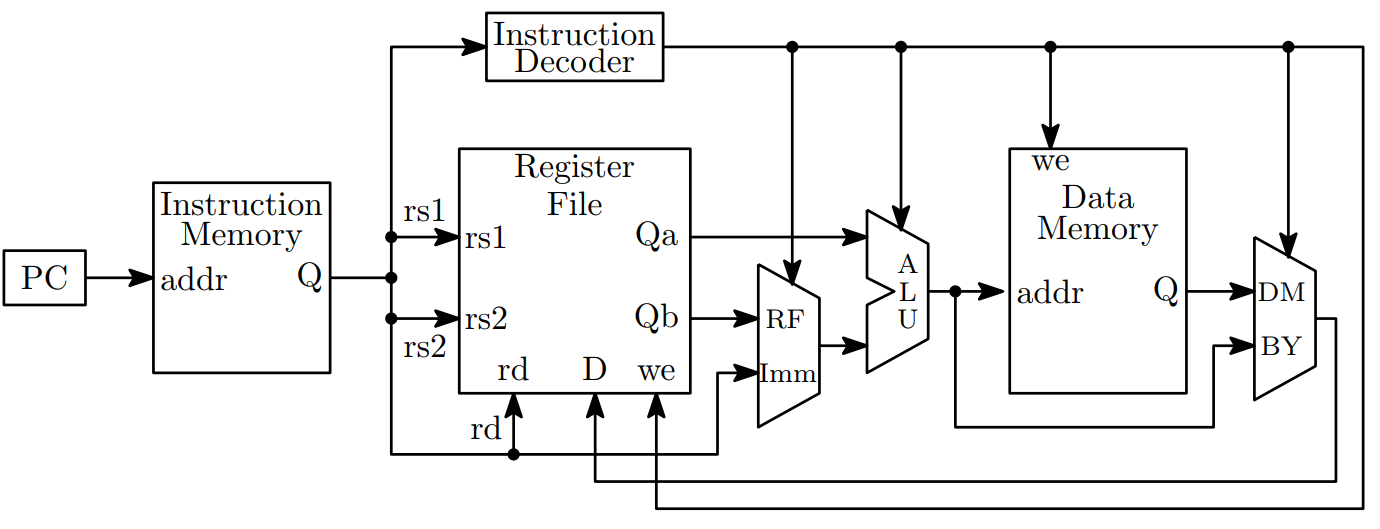 Instruction
Decoder
PC
Instruction
Memory
addr
Q
rs1
rs2
rd
Register
File
rs1
rs2
Qa
Qb
rd
D
we
RF
Imm
A
L
U
we
Data
Memory
addr
Q
DM
BY